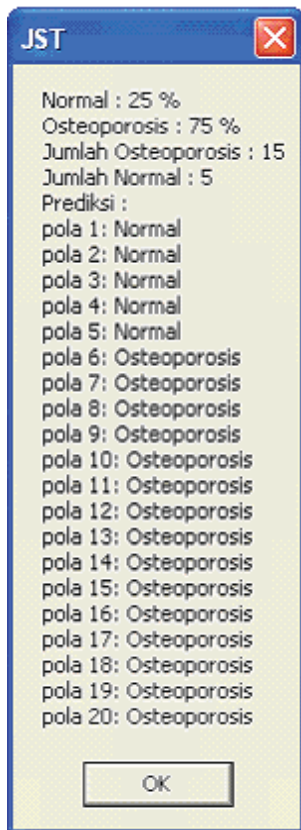 JST
Normal : 25 %
Osteoporosis : 75 %
Jumlah Osteoporosis : 15
Jumlah Normal : 5
Prediksi :
pola 1: Normal
pola 2: Normal
pola 3: Normal
pola 4: Normal
pola 5: Normal
pola 6: Osteoporosis
pola 7: Osteoporosis
pola 8: Osteoporosis
pola 9: Osteoporosis
pola 10: Osteoporosis
pola 11: Osteoporosis
pola 12: Osteoporosis
pola 13: Osteoporosis
pola 14: Osteoporosis
pola 15: Osteoporosis
pola 16: Osteoporosis
pola 17: Osteoporosis
pola 18: Osteoporosis
pola 19: Osteoporosis
pola 20: Osteoporosis
OK